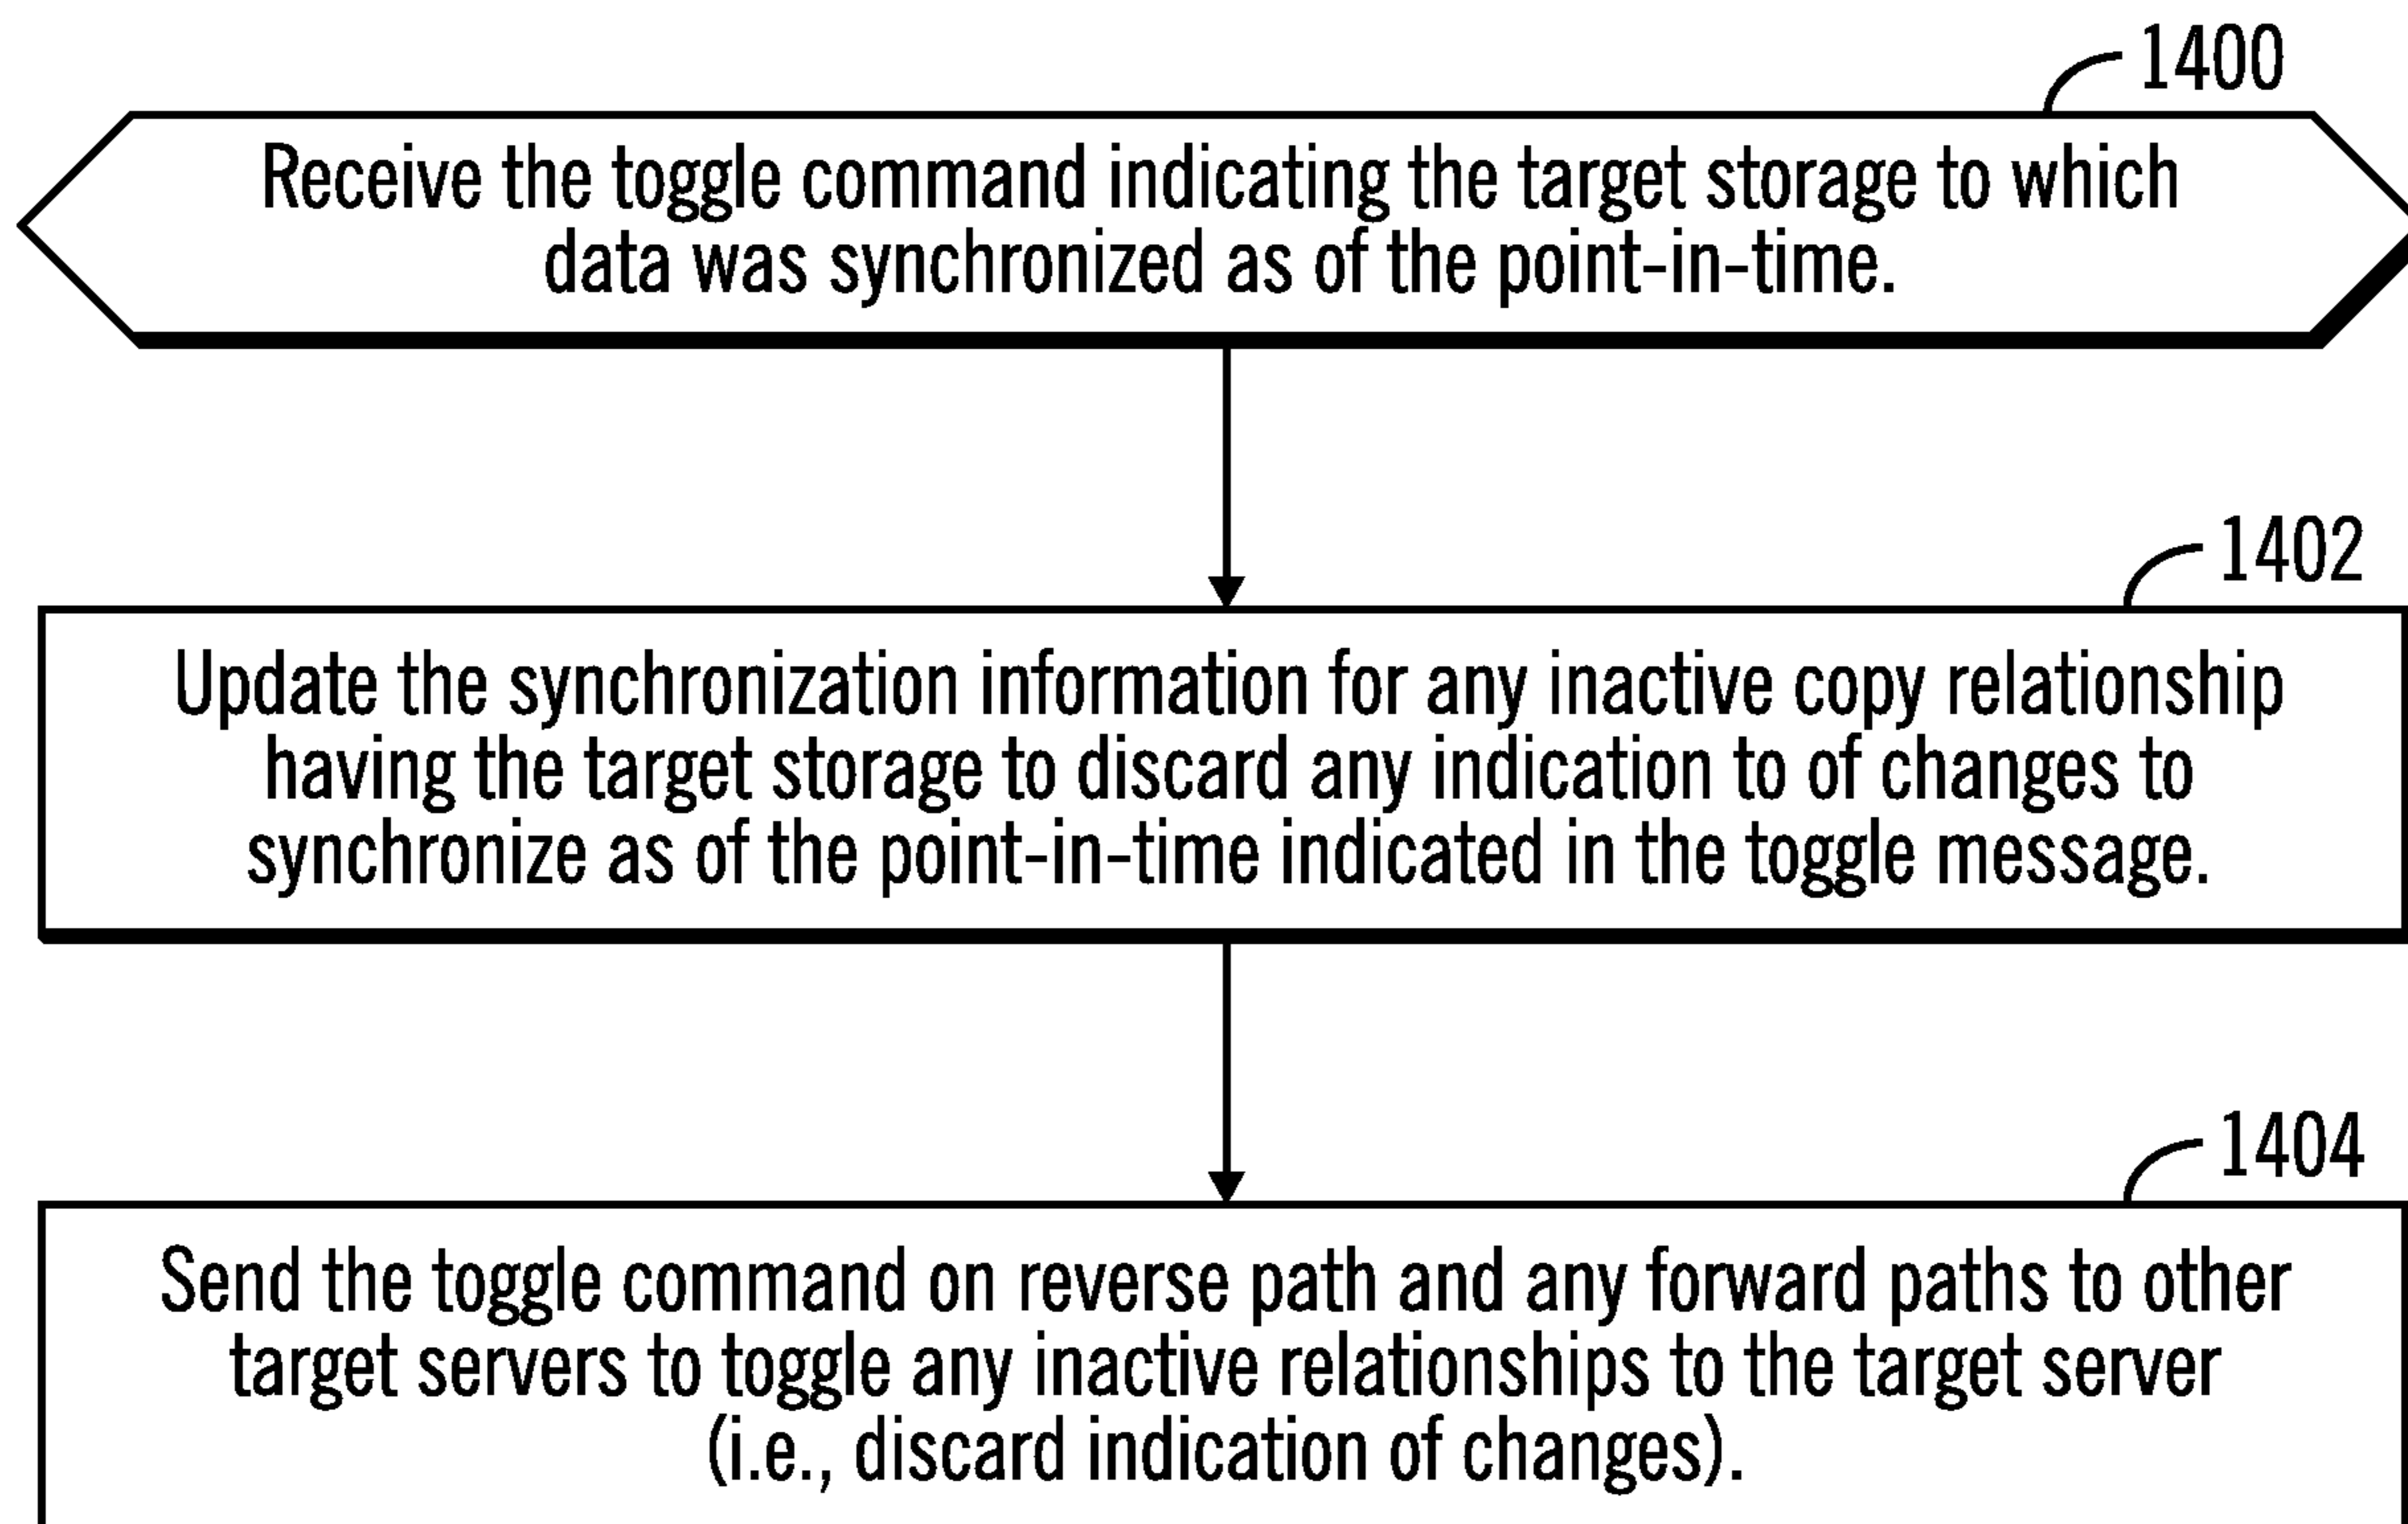 1400
Receive the toggle command indicating the target storage to which
data was synchronized as of the point-in-time.
1402
Update the synchronization information for any inactive copy relationship
having the target storage to discard any indication to of changes to
synchronize as of the point-in-time indicated in the toggle message.
1404
Send the toggle command on reverse path and any forward paths to other
target servers to toggle any inactive relationships to the target server
(i.e., discard indication of changes).